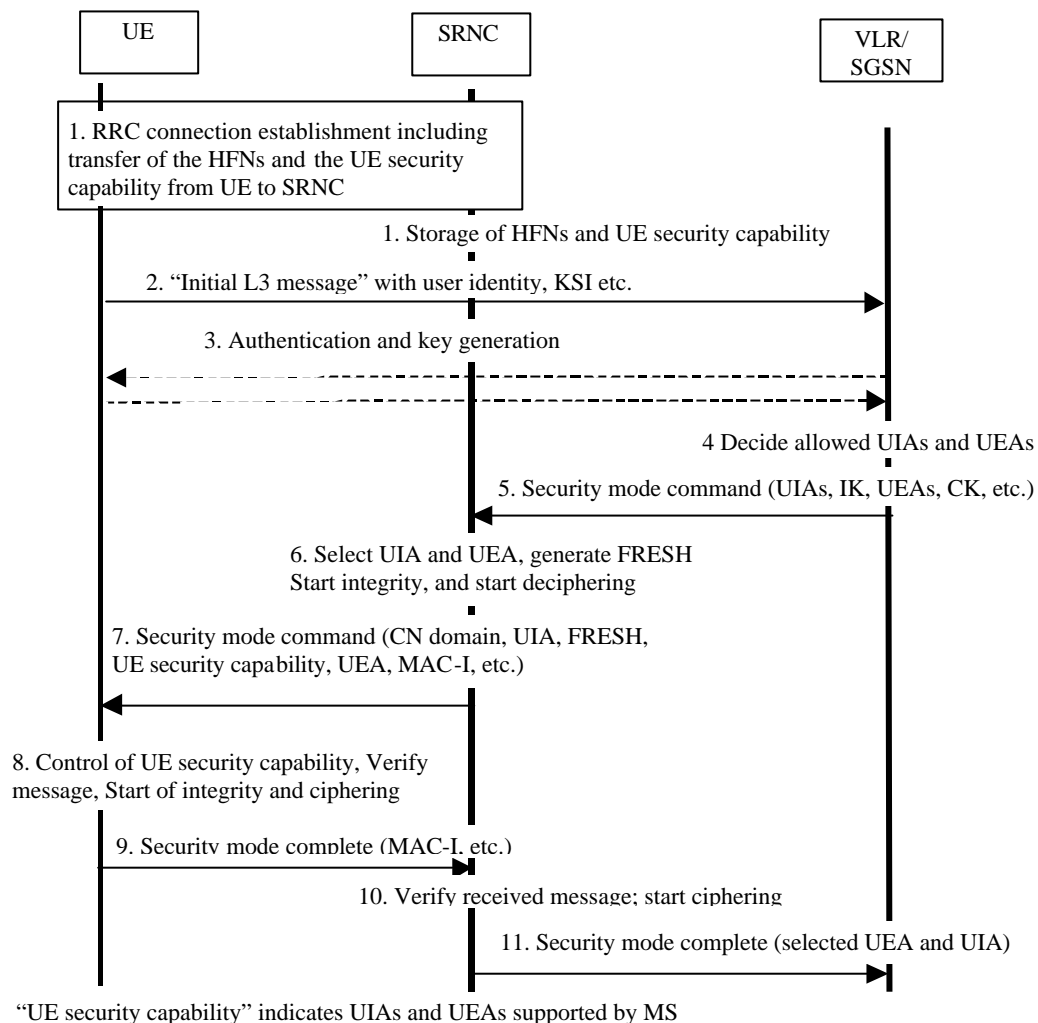 UE
SRNC
VLR/
SGSN
1. RRC connection establishment including
transfer of the HFNs and the UE security
capability from UE to SRNC
1. Storage of HFNs and UE security capability
2. “Initial L3 message” with user identity, KSI etc.
3. Authentication and key generation
4 Decide allowed UIAs and UEAs
5. Security mode command (UIAs, IK, UEAs, CK, etc.)
6. Select UIA and UEA, generate FRESH
Start integrity, and start deciphering
7. Security mode command (CN domain, UIA, FRESH,
UE security capability, UEA, MAC-I, etc.)
8. Control of UE security capability, Verify
message, Start of integrity and ciphering
9. Security mode complete (MAC-I, etc.)
10. Verify received message; start ciphering
11. Security mode complete (selected UEA and UIA)
“UE security capability” indicates UIAs and UEAs supported by MS